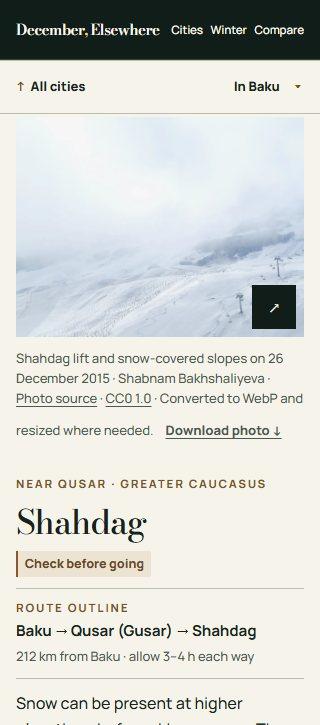 December, Elsewhere Cities Winter Compare
↑ All cities In Baku
↗
Shahdag lift and snow-covered slopes on 26
December 2015 · Shabnam Bakhshaliyeva ·
Photo source · CC0 1.0 · Converted to WebP and
resized where needed. Download photo ↓
NEAR QUSAR · GREATER CAUCASUS
Shahdag
Check before going
ROUTE OUTLINE
Baku → Qusar (Gusar) → Shahdag
212 km from Baku · allow 3–4 h each way
Snow can be present at higher